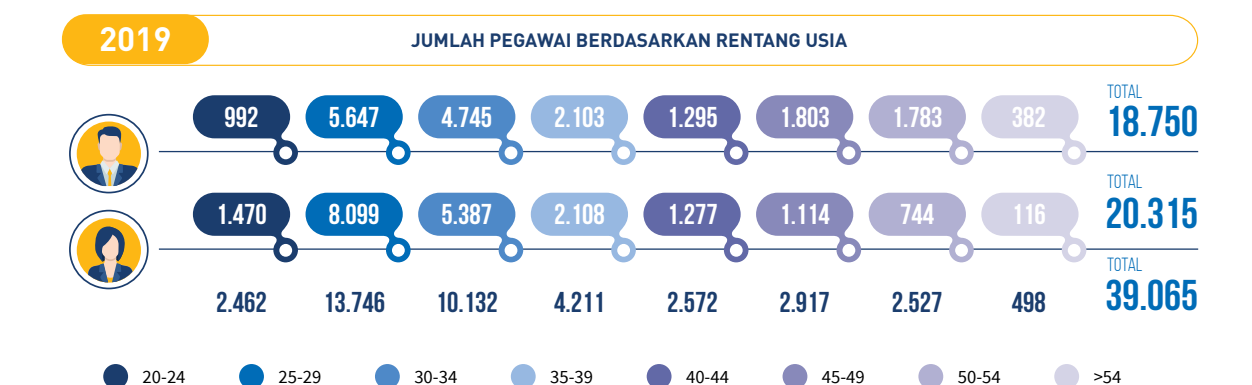 2019
JUMLAH PEGAWAI BERDASARKAN RENTANG USIA
992 5.647 4.745 2.103 1.295 1.803 1.783 382
TOTAL
18.750
1.470 8.099 5.387 2.108 1.277 1.114 744 116
TOTAL
20.315
2.462 13.746 10.132 4.211 2.572 2.917 2.527 498
TOTAL
39.065
20-24 25-29 30-34 35-39 40-44 45-49 50-54 >54